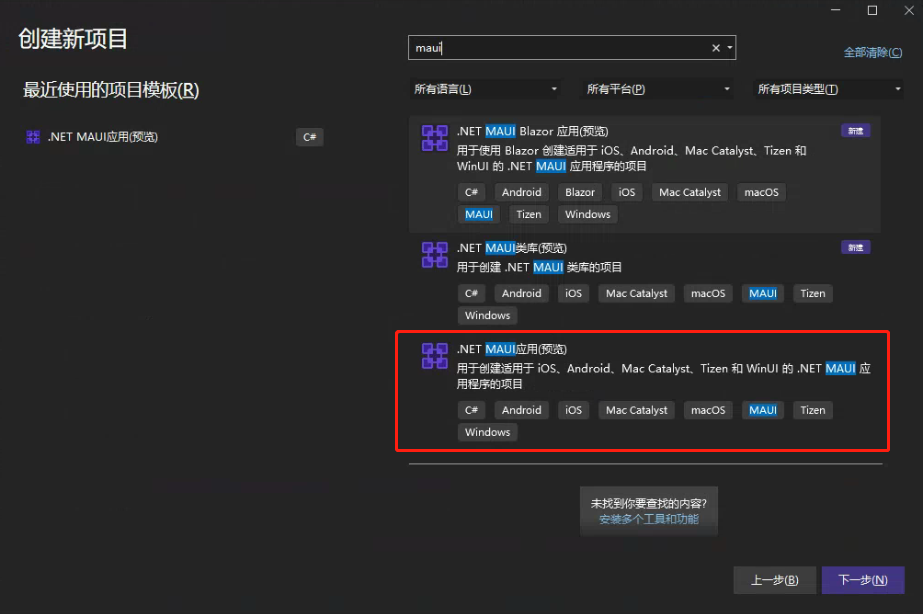 创建新项目
maui
全部清除(C)
最近使用的项目模板(R)
所有语言(L)
所有平台(P)
所有项目类型(T)
.NET MAUI应用(预览)
C#
.NET MAUI Blazor 应用(预览)
新建
用于使用 Blazor 创建适用于 iOS、Android、Mac Catalyst、Tizen 和
WinUI 的 .NET MAUI 应用程序的项目
C# Android Blazor iOS Mac Catalyst macOS
MAUI Tizen Windows
.NET MAUI类库(预览)
新建
用于创建 .NET MAUI 类库的项目
C# Android iOS Mac Catalyst macOS MAUI Tizen
Windows
.NET MAUI应用(预览)
用于创建适用于 iOS、Android、Mac Catalyst、Tizen 和 WinUI 的 .NET MAUI 应
用程序的项目
C# Android iOS Mac Catalyst macOS MAUI Tizen
Windows
未找到你要查找的内容?
安装多个工具和功能
上一步(B)
下一步(N)